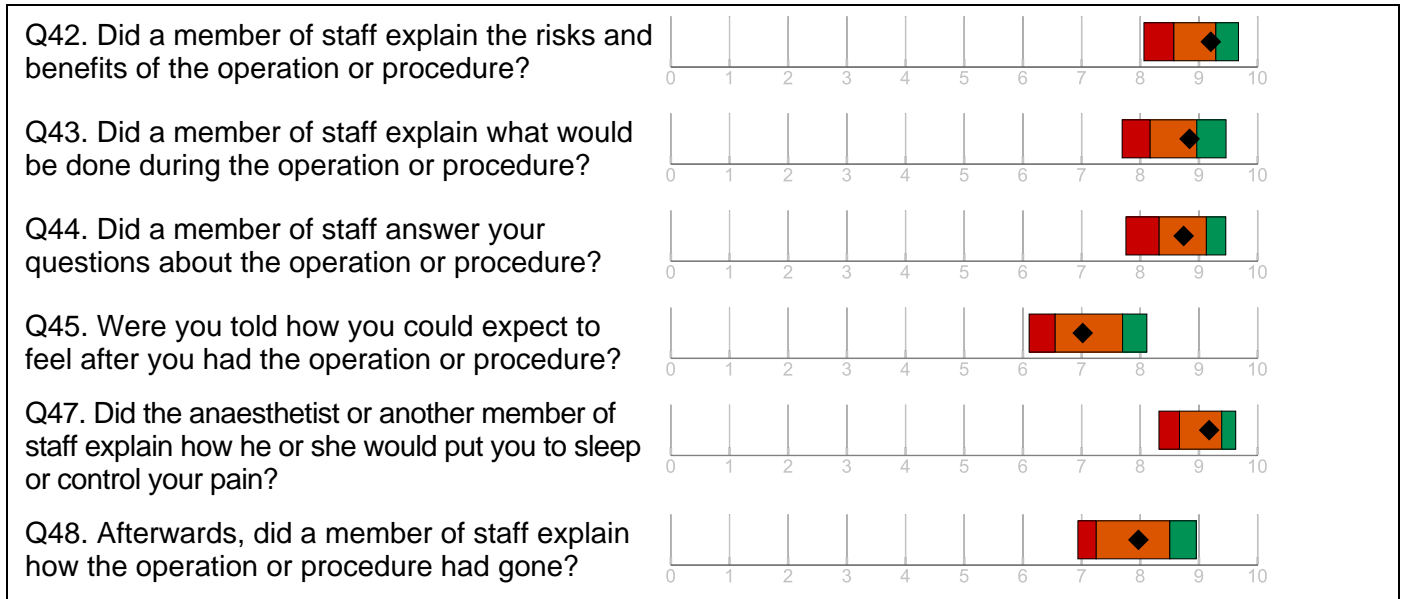 Q42. Did a member of staff explain the risks and
benefits of the operation or procedure?
0 1 2 3 4 5 6 7 8 9 10
Q43. Did a member of staff explain what would
be done during the operation or procedure?
0 1 2 3 4 5 6 7 8 9 10
Q44. Did a member of staff answer your
questions about the operation or procedure?
0 1 2 3 4 5 6 7 8 9 10
Q45. Were you told how you could expect to
feel after you had the operation or procedure?
0 1 2 3 4 5 6 7 8 9 10
Q47. Did the anaesthetist or another member of
staff explain how he or she would put you to sleep
or control your pain?
0 1 2 3 4 5 6 7 8 9 10
Q48. Afterwards, did a member of staff explain
how the operation or procedure had gone?
0 1 2 3 4 5 6 7 8 9 10